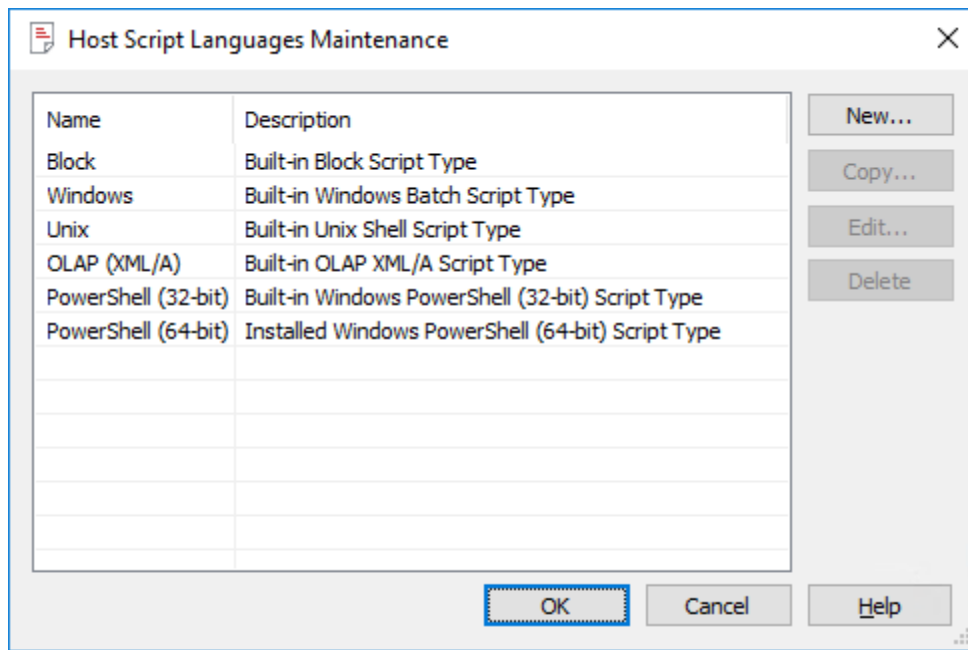 Host Script Languages Maintenance
Name Description
Block Built-in Block Script Type
Windows Built-in Windows Batch Script Type
Unix Built-in Unix Shell Script Type
OLAP (XML/A) Built-in OLAP XML/A Script Type
PowerShell (32-bit) Built-in Windows PowerShell (32-bit) Script Type
PowerShell (64-bit) Installed Windows PowerShell (64-bit) Script Type
New...
Copy...
Edit...
Delete
OK Cancel Help